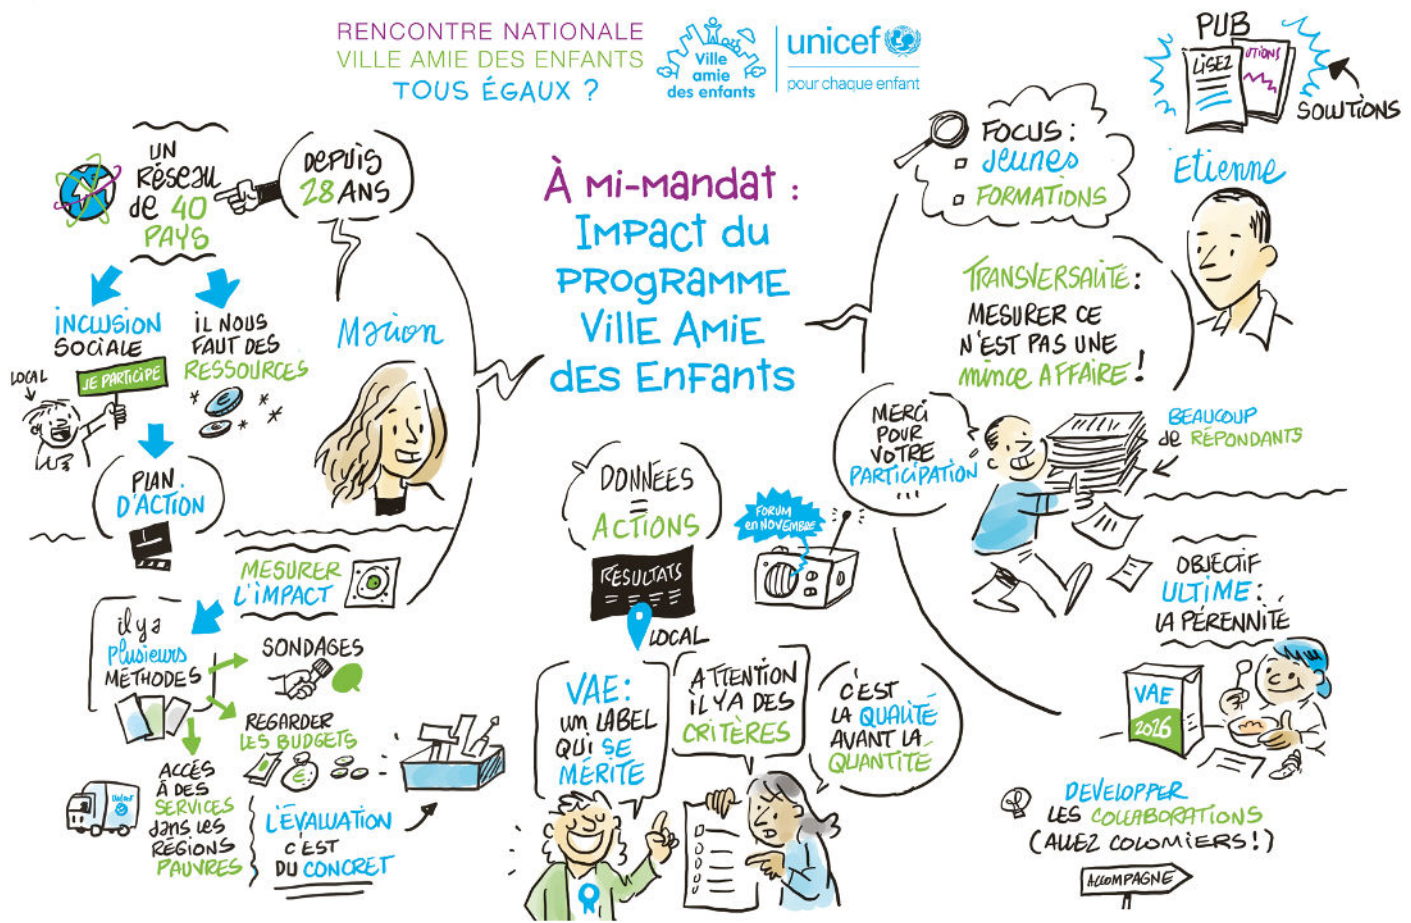 RENCONTRE NATIONALE
VILLE AMIE DES ENFANTS
TOUS ÉGAUX ?
Ville
amie
des enfants
unicef
pour chaque enfant
À Mi-Mandat :
IMPact du
PROgRaMME
VillE AMiE
dES EnFants
UN
RéSeaU
de 40
PAYS
DePUiS
28 ANS
iNCLUSiON
SOCiALE
iL NOUS
FAUT DES
RESSOURCES
LOCAL
JE PARTiCiPE
Marion
PLAN
D'ACTiON
MESURER
L'iMPACT
il y a
Plusieurs
MÉTHODES
SONDAGES
REGARDER
LES BUDGETS
€
ACCÈS
À DES
SERVICES
dans LES
RÉGIONS
PAUVRES
Unicef
L'ÉVALUATiON
C'EST
DU CONCRET
DONNÉES
=
ACTIONS
RÉSULTATS
LOCAL
FORUM
en NOVEMBRE
VAE :
un LABEL
QUi SE
MÉRiTE
ATTENTiON
iL Y A DES
CRiTÈRES
C'EST
LA QUALiTÉ
AVANT LA
QUANTiTÉ
PUB
LiSEZ
UTiONS
SOLUTiONS
Etienne
FOCUS :
Jeunes
FORMATiONS
TRANSVERSALiTÉ :
MESURER CE
N'EST PAS UNE
mince AFFAiRE !
MERCi
POUR
VOTRE
PARTiCiPATiON
...
BEAUCOUP
de RÉPONDANTS
OBJECTiF
ULTiME :
LA PÉRENNiTÉ
VAE
2026
DEVELOPPER
LES COLLABORATiONS
(ALLEZ COLOMiERS !)
ACCOMPAGNE